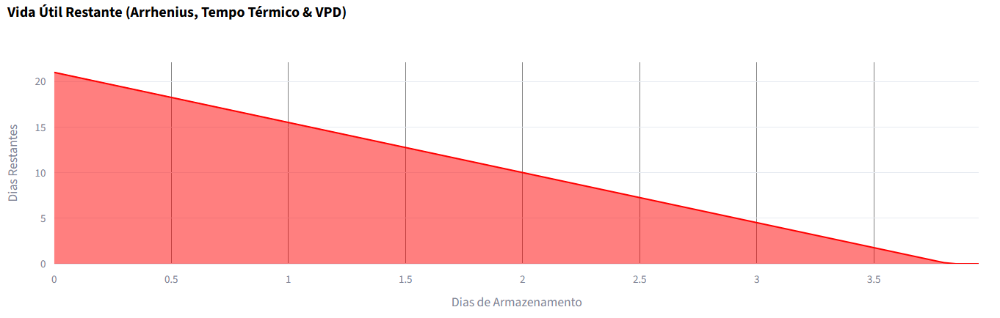 Vida Útil Restante (Arrhenius, Tempo Térmico & VPD)
20
15
10
5
0
Dias Restantes
0 0.5 1 1.5 2 2.5 3 3.5
Dias de Armazenamento